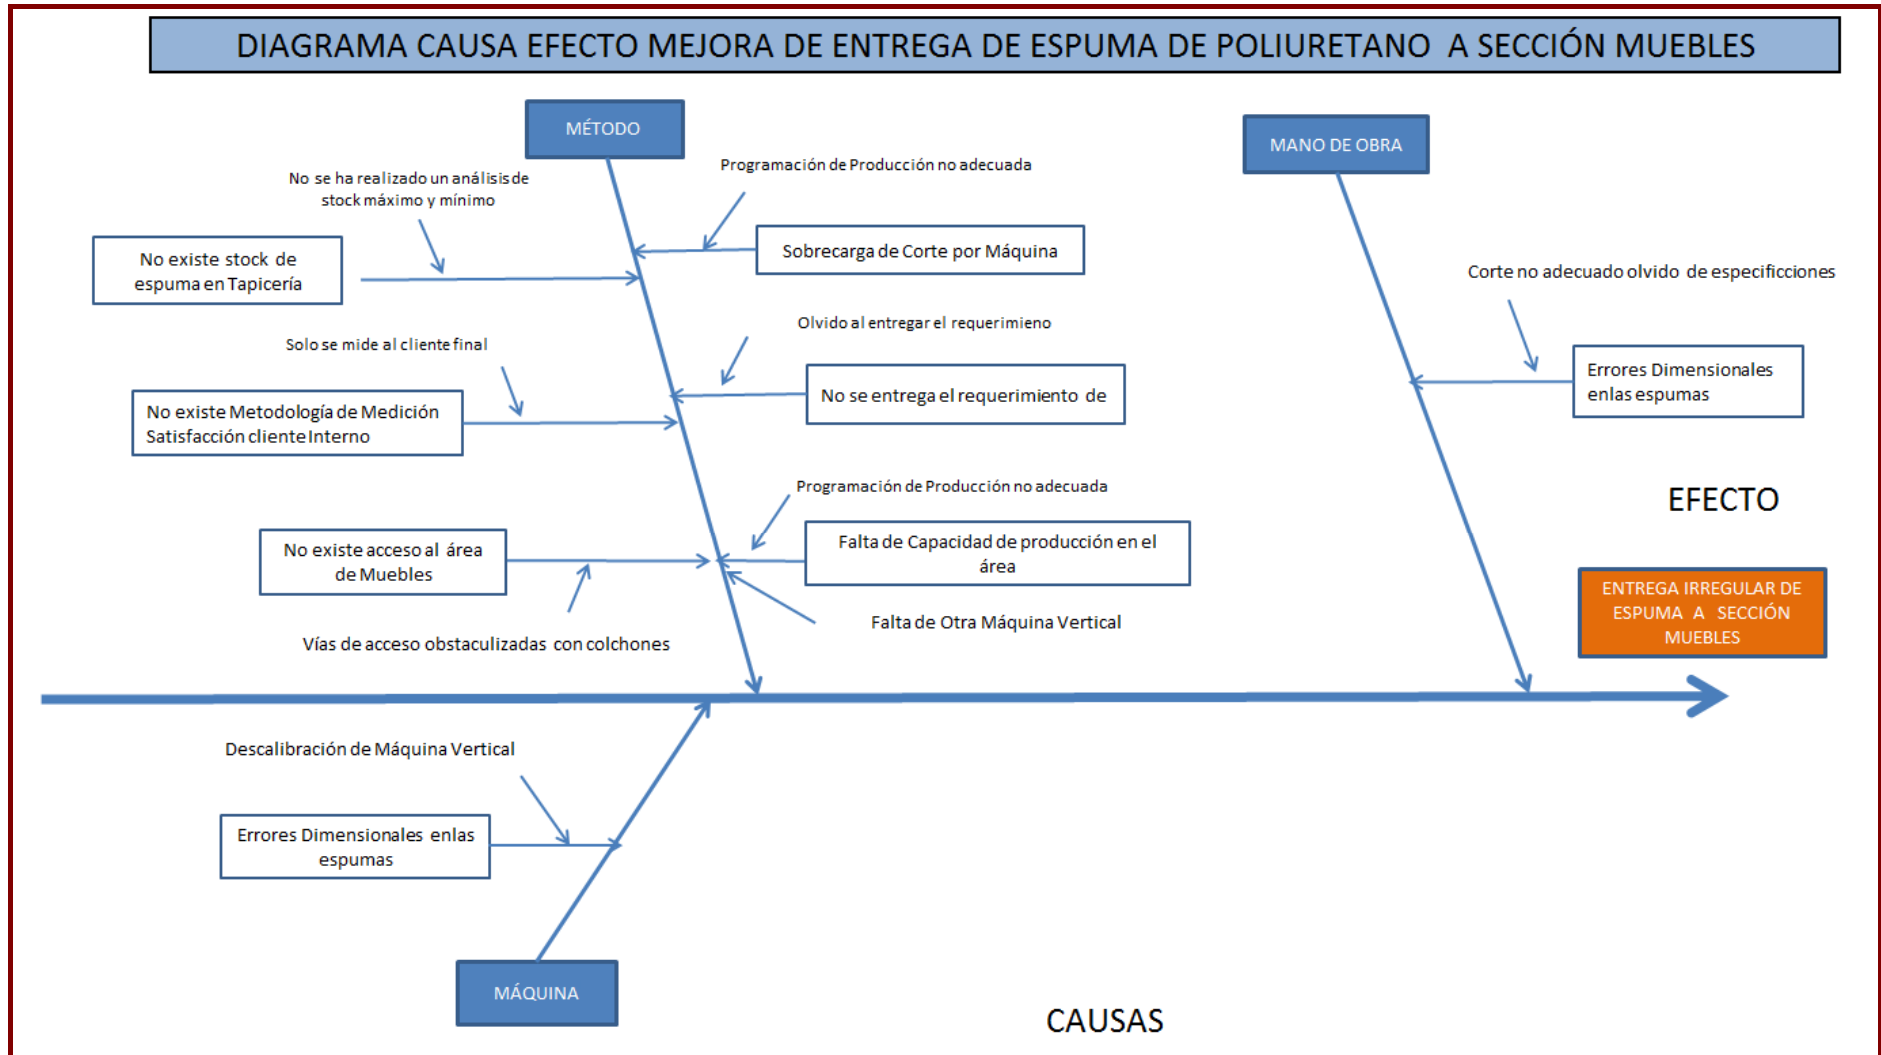 DIAGRAMA CAUSA EFECTO MEJORA DE ENTREGA DE ESPUMA DE POLIURETANO A SECCIÓN MUEBLES
MÉTODO
MANO DE OBRA
Programación de Producción no adecuada
No se ha realizado un análisis de
stock máximo y mínimo
No existe stock de
espuma en Tapicería
Sobrecarga de Corte por Máquina
Corte no adecuado olvido de especificciones
Olvido al entregar el requerimieno
Solo se mide al cliente final
No se entrega el requerimiento de
Errores Dimensionales
enlas espumas
No existe Metodología de Medición
Satisfacción cliente Interno
Programación de Producción no adecuada
EFECTO
No existe acceso al área
de Muebles
Falta de Capacidad de producción en el
área
ENTREGA IRREGULAR DE
ESPUMA A SECCIÓN
MUEBLES
Falta de Otra Máquina Vertical
Vías de acceso obstaculizadas con colchones
Descalibración de Máquina Vertical
Errores Dimensionales enlas
espumas
MÁQUINA
CAUSAS